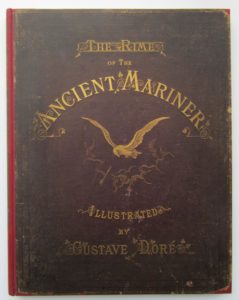 THE RIME
OF THE
ANCIENT MARINER
ILLUSTRATED
BY
GUSTAVE DORÉ